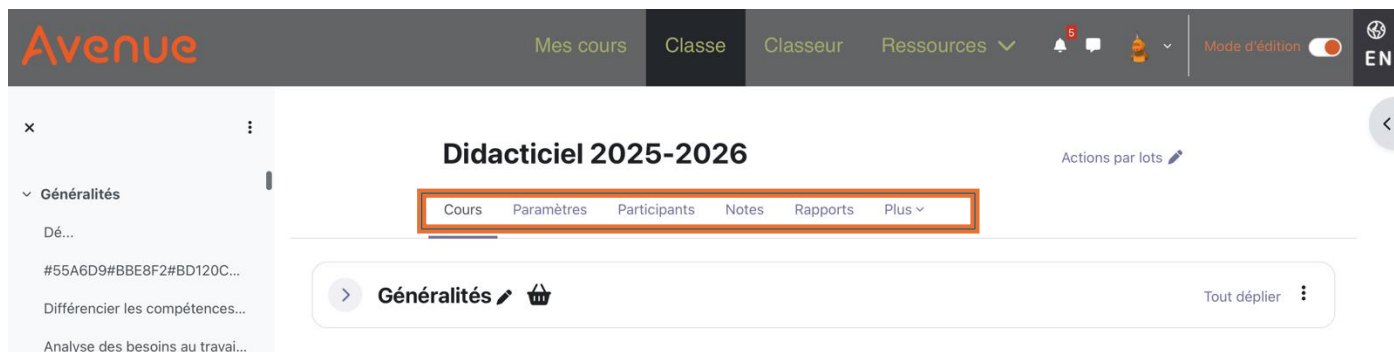 Avenue
Mes cours Classe Classeur Ressources 5 Mode d'édition EN
Didacticiel 2025-2026
Actions par lots
Cours Paramètres Participants Notes Rapports Plus
Généralités
Dé...
#55A6D9#BBE8F2#BD120C...
Différencier les compétences...
Analyse des besoins au travai...
Généralités
Tout déplier